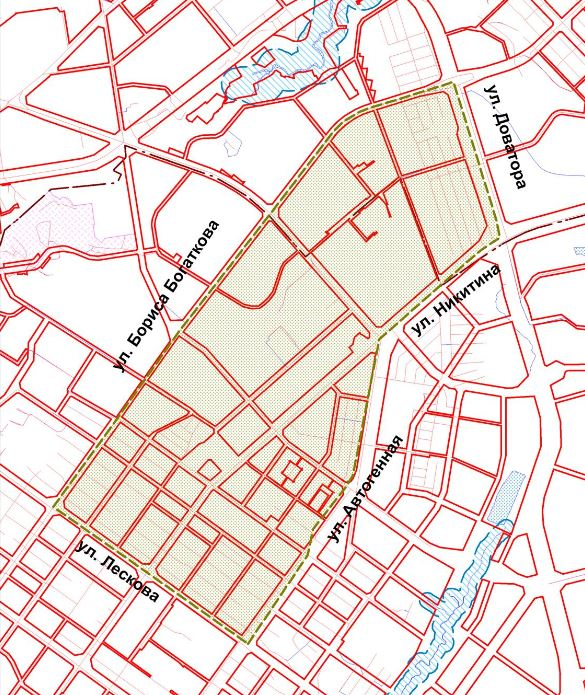 ул. Доватора
ул. Бориса Богаткова
ул. Никитина
ул. Автогенная
ул. Лескова